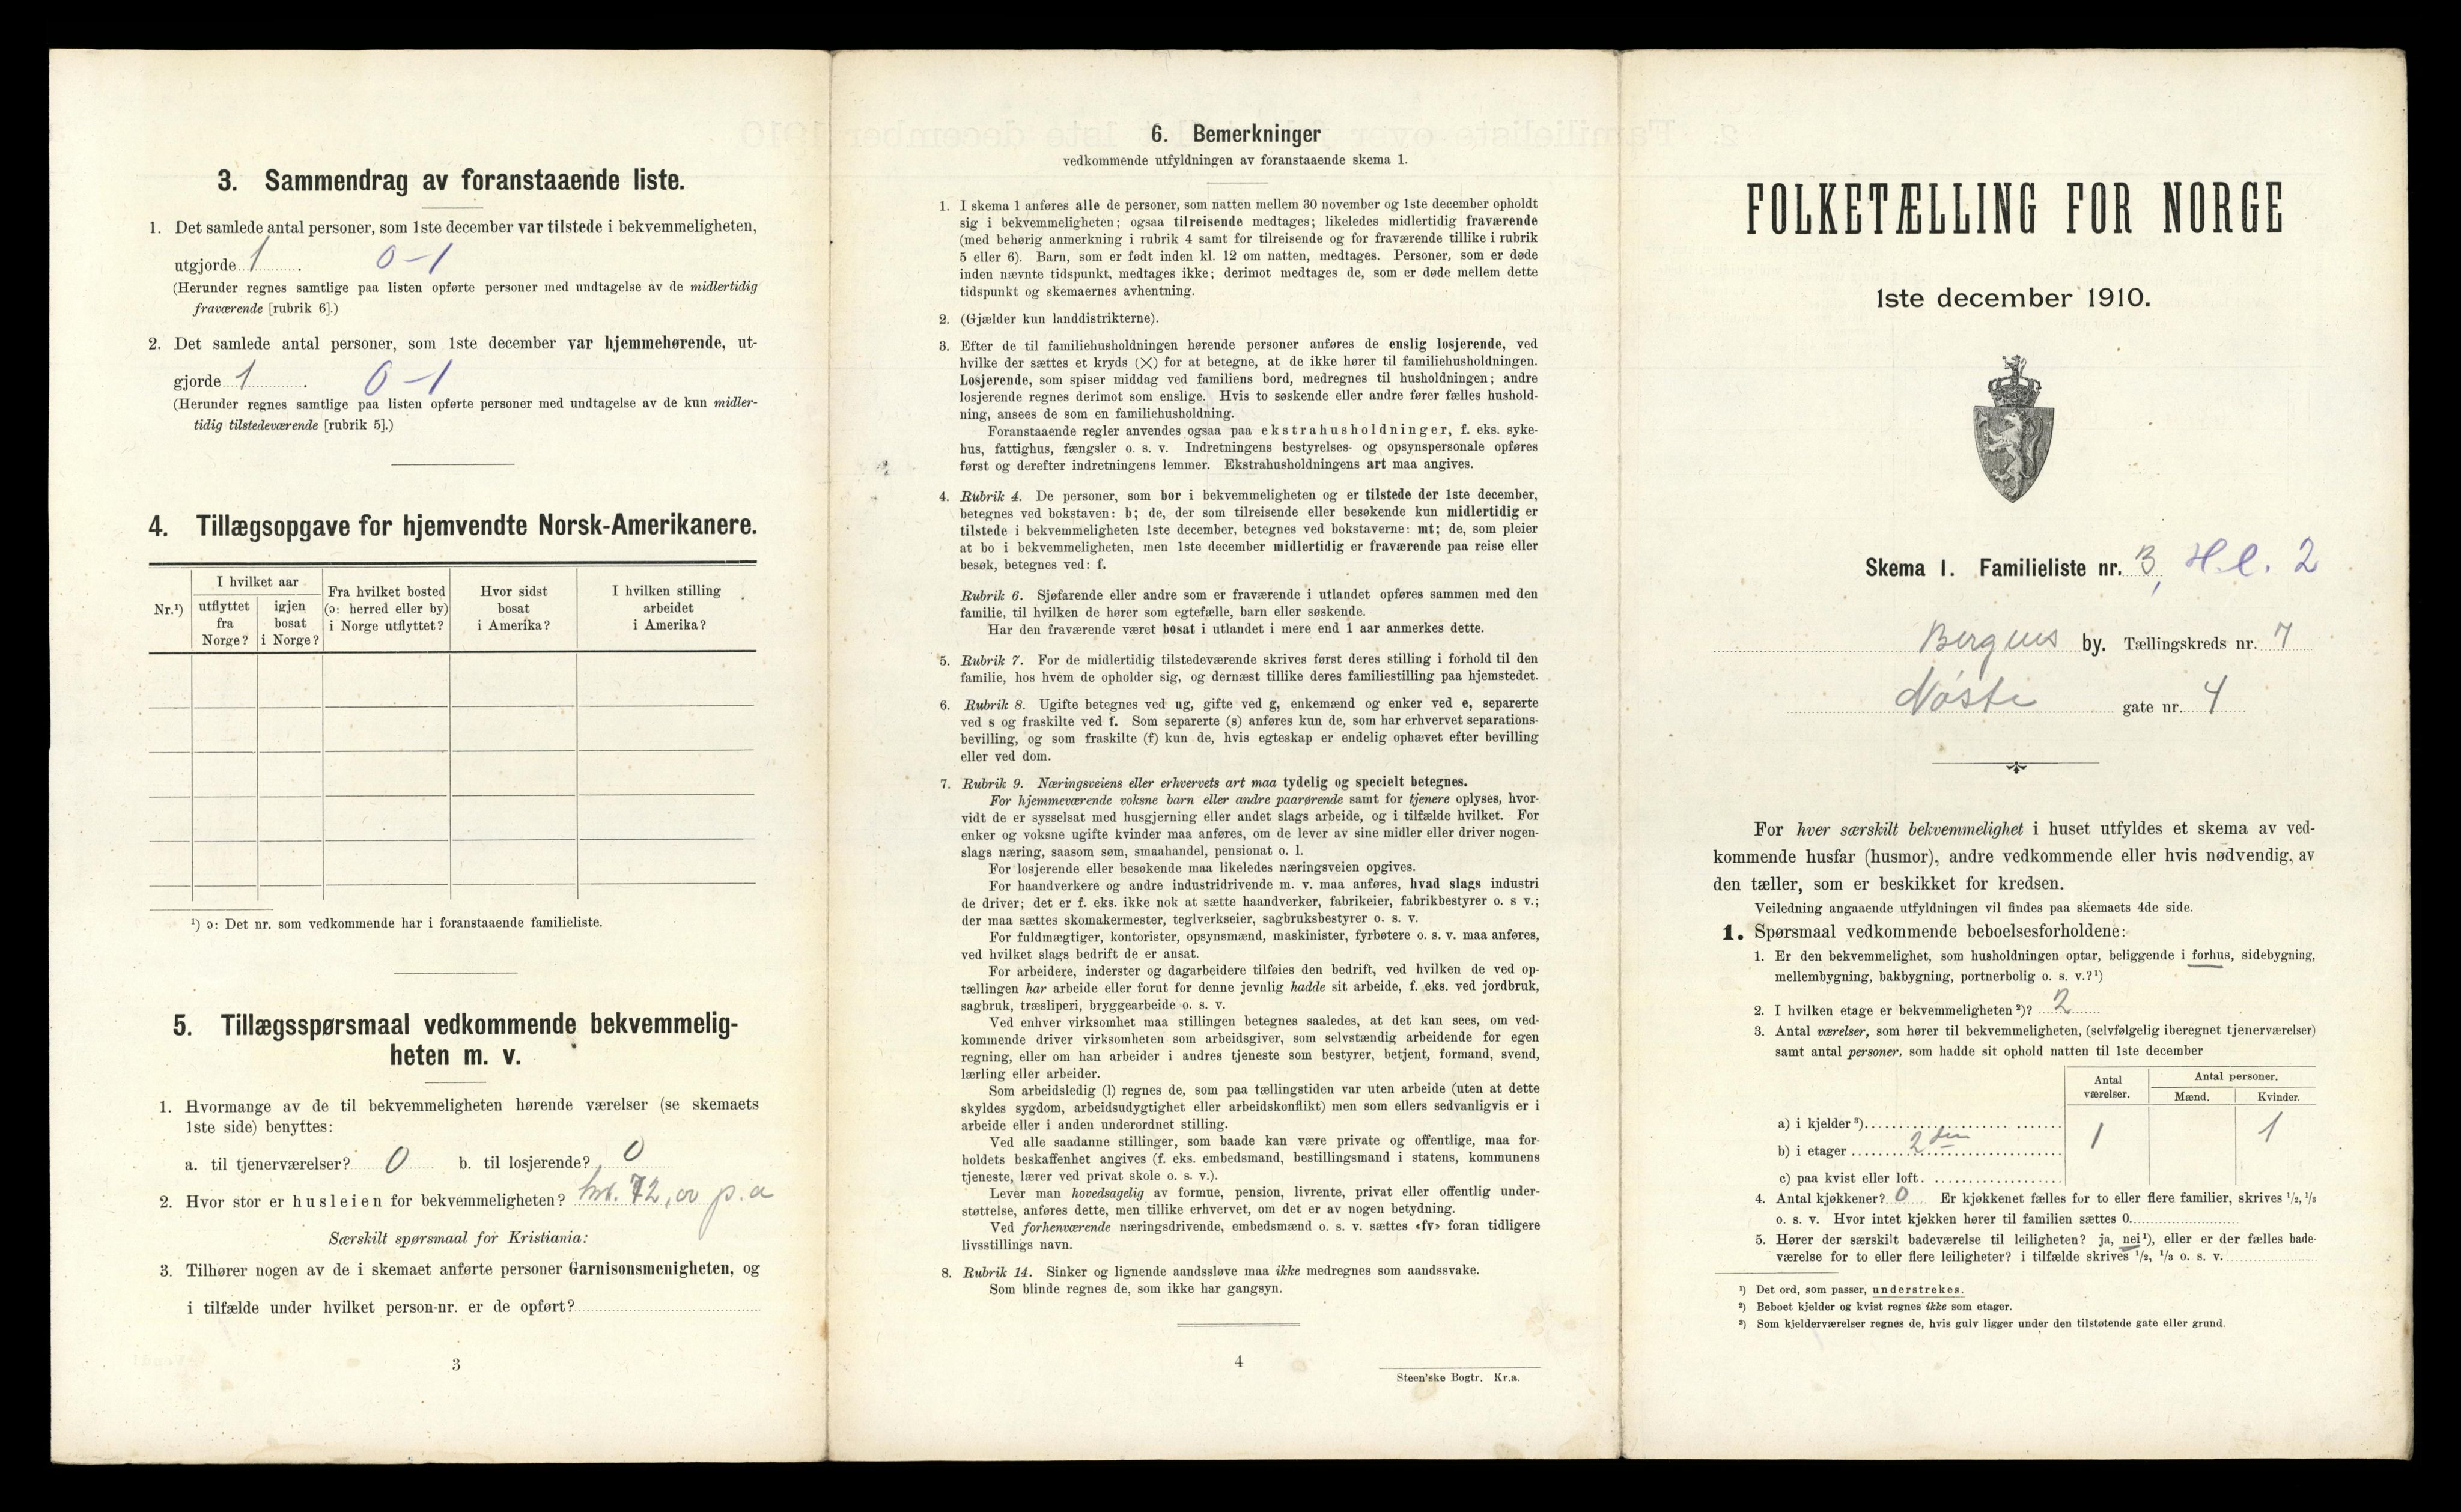 3. Sammendrag av foranstaaende liste.
1. Det samlede antal personer, som 1ste december var tilstede i bekvemmeligheten,
utgjorde 1. 0-1
(Herunder regnes samtlige paa listen opførte personer med undtagelse av de midlertidig
fraværende [rubrik 6].)
2. Det samlede antal personer, som 1ste december var hjemmehørende, ut-
gjorde 1. 0-1
(Herunder regnes samtlige paa listen opførte personer med undtagelse av de kun midler-
tidig tilstedeværende [rubrik 5].)
4. Tillægsopgave for hjemvendte Norsk-Amerikanere.
Nr.¹)
I hvilket aar
utflyttet
fra
Norge?
igjen
bosat
i Norge?
Fra hvilket bosted
(ɔ: herred eller by)
i Norge utflyttet?
Hvor sidst
bosat
i Amerika?
I hvilken stilling
arbeidet
i Amerika?
¹) ɔ: Det nr. som vedkommende har i foranstaaende familieliste.
5. Tillægsspørsmaal vedkommende bekvemmelig-
heten m. v.
1. Hvormange av de til bekvemmeligheten hørende værelser (se skemaets
1ste side) benyttes:
a. til tjenerværelser? 0 b. til losjerende? 0
2. Hvor stor er husleien for bekvemmeligheten? kr. 72,00 p.a
Særskilt spørsmaal for Kristiania:
3. Tilhører nogen av de i skemaet anførte personer Garnisonsmenigheten, og
i tilfælde under hvilket person-nr. er de opført?
3
6. Bemerkninger
vedkommende utfyldningen av foranstaaende skema 1.
1. I skema 1 anføres alle de personer, som natten mellem 30 november og 1ste december opholdt
sig i bekvemmeligheten; ogsaa tilreisende medtages; likeledes midlertidig fraværende
(med behørig anmerkning i rubrik 4 samt for tilreisende og for fraværende tillike i rubrik
5 eller 6). Barn, som er født inden kl. 12 om natten, medtages. Personer, som er døde
inden nævnte tidspunkt, medtages ikke; derimot medtages de, som er døde mellem dette
tidspunkt og skemaernes avhentning.
2. (Gjælder kun landdistrikterne).
3. Efter de til familiehusholdningen hørende personer anføres de enslig losjerende, ved
hvilke der sættes et kryds (×) for at betegne, at de ikke hører til familiehusholdningen.
Losjerende, som spiser middag ved familiens bord, medregnes til husholdningen; andre
losjerende regnes derimot som enslige. Hvis to søskende eller andre fører fælles hushold-
ning, ansees de som en familiehusholdning.
Foranstaaende regler anvendes ogsaa paa ekstrahusholdninger, f. eks. syke-
hus, fattighus, fængsler o. s. v. Indretningens bestyrelses- og opsynspersonale opføres
først og derefter indretningens lemmer. Ekstrahusholdningens art maa angives.
4. Rubrik 4. De personer, som bor i bekvemmeligheten og er tilstede der 1ste december,
betegnes ved bokstaven: b; de, der som tilreisende eller besøkende kun midlertidig er
tilstede i bekvemmeligheten 1ste december, betegnes ved bokstaverne: mt; de, som pleier
at bo i bekvemmeligheten, men 1ste december midlertidig er fraværende paa reise eller
besøk, betegnes ved: f.
Rubrik 6. Sjøfarende eller andre som er fraværende i utlandet opføres sammen med den
familie, til hvilken de hører som egtefælle, barn eller søskende.
Har den fraværende været bosat i utlandet i mere end 1 aar anmerkes dette.
5. Rubrik 7. For de midlertidig tilstedeværende skrives først deres stilling i forhold til den
familie, hos hvem de opholder sig, og dernæst tillike deres familiestilling paa hjemstedet.
6. Rubrik 8. Ugifte betegnes ved ug, gifte ved g, enkemænd og enker ved e, separerte
ved s og fraskilte ved f. Som separerte (s) anføres kun de, som har erhvervet separations-
bevilling, og som fraskilte (f) kun de, hvis egteskap er endelig ophævet efter bevilling
eller ved dom.
7. Rubrik 9. Næringsveiens eller erhvervets art maa tydelig og specielt betegnes.
For hjemmeværende voksne barn eller andre paarørende samt for tjenere oplyses, hvor-
vidt de er sysselsat med husgjerning eller andet slags arbeide, og i tilfælde hvilket. For
enker og voksne ugifte kvinder maa anføres, om de lever av sine midler eller driver nogen-
slags næring, saasom søm, smaahandel, pensionat o. l.
For losjerende eller besøkende maa likeledes næringsveien opgives.
For haandverkere og andre industridrivende m. v. maa anføres, hvad slags industri
de driver; det er f. eks. ikke nok at sætte haandverker, fabrikeier, fabrikbestyrer o. s v.;
der maa sættes skomakermester, teglverkseier, sagbruksbestyrer o. s. v.
For fuldmægtiger, kontorister, opsynsmænd, maskinister, fyrbøtere o. s. v. maa anføres,
ved hvilket slags bedrift de er ansat.
For arbeidere, inderster og dagarbeidere tilføies den bedrift, ved hvilken de ved op-
tællingen har arbeide eller forut for denne jevnlig hadde sit arbeide, f. eks. ved jordbruk,
sagbruk, træsliperi, bryggearbeide o. s. v.
Ved enhver virksomhet maa stillingen betegnes saaledes, at det kan sees, om ved-
kommende driver virksomheten som arbeidsgiver, som selvstændig arbeidende for egen
regning, eller om han arbeider i andres tjeneste som bestyrer, betjent, formand, svend,
lærling eller arbeider.
Som arbeidsledig (l) regnes de, som paa tællingstiden var uten arbeide (uten at dette
skyldes sygdom, arbeidsudygtighet eller arbeidskonflikt) men som ellers sedvanligvis er i
arbeide eller i anden underordnet stilling.
Ved alle saadanne stillinger, som baade kan være private og offentlige, maa for-
holdets beskaffenhet angives (f. eks. embedsmand, bestillingsmand i statens, kommunens
tjeneste, lærer ved privat skole o. s. v.).
Lever man hovedsagelig av formue, pension, livrente, privat eller offentlig under-
støttelse, anføres dette, men tillike erhvervet, om det er av nogen betydning.
Ved forhenværende næringsdrivende, embedsmænd o. s. v. sættes «fv» foran tidligere
livsstillings navn.
8. Rubrik 14. Sinker og lignende aandssløve maa ikke medregnes som aandssvake.
Som blinde regnes de, som ikke har gangsyn.
4
Steen'ske Bogtr. Kr.a.
FOLKETÆLLING FOR NORGE
1ste december 1910.
Skema 1. Familieliste nr. 3, H.l. 2
Bergens by. Tællingskreds nr. 7
Nøste gate nr. 4
For hver særskilt bekvemmelighet i huset utfyldes et skema av ved-
kommende husfar (husmor), andre vedkommende eller hvis nødvendig, av
den tæller, som er beskikket for kredsen.
Veiledning angaaende utfyldningen vil findes paa skemaets 4de side.
1. Spørsmaal vedkommende beboelsesforholdene:
1. Er den bekvemmelighet, som husholdningen optar, beliggende i forhus, sidebygning,
mellembygning, bakbygning, portnerbolig o. s. v.?¹)
2. I hvilken etage er bekvemmeligheten²)? 2
3. Antal værelser, som hører til bekvemmeligheten, (selvfølgelig iberegnet tjenerværelser)
samt antal personer, som hadde sit ophold natten til 1ste december
Antal
værelser.
Antal personer.
Mænd. Kvinder.
a) i kjelder³)
b) i etager 2den 1 1
c) paa kvist eller loft
4. Antal kjøkkener? 0 Er kjøkkenet fælles for to eller flere familier, skrives 1/2, 1/3
o. s. v. Hvor intet kjøkken hører til familien sættes 0.
5. Hører der særskilt badeværelse til leiligheten? ja, nei¹), eller er der fælles bade-
værelse for to eller flere leiligheter? i tilfælde skrives 1/2, 1/3 o. s. v.
¹) Det ord, som passer, understrekes.
²) Beboet kjelder og kvist regnes ikke som etager.
³) Som kjelderværelser regnes de, hvis gulv ligger under den tilstøtende gate eller grund.